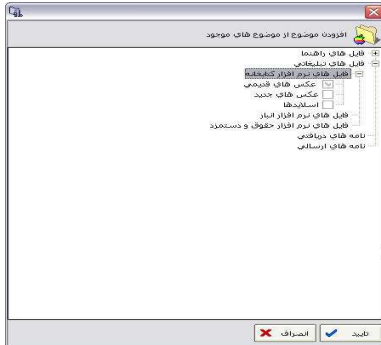 افزودن موضوع از موضوع های موجود
فایل های راهنما
فایل های تبلیغاتی
فایل های نرم افزار کتابخانه
عکس های قدیمی
عکس های جدید
اسلایدها
فایل های نرم افزار انبار
فایل های نرم افزار حقوق و دستمزد
نامه های دریافتی
نامه های ارسالی
تایید
انصراف